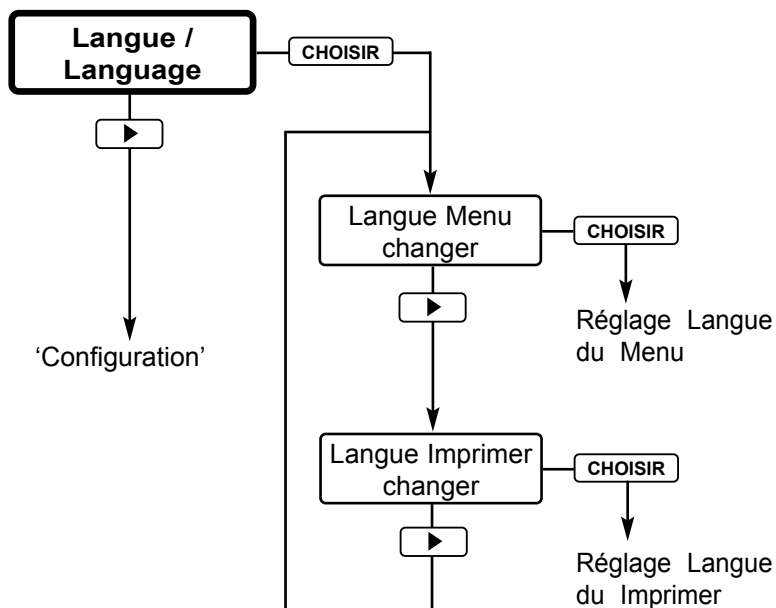 Langue /
Language
CHOISIR
Langue Menu
changer
CHOISIR
Réglage Langue
du Menu
‘Configuration’
Langue Imprimer
changer
CHOISIR
Réglage Langue
du Imprimer